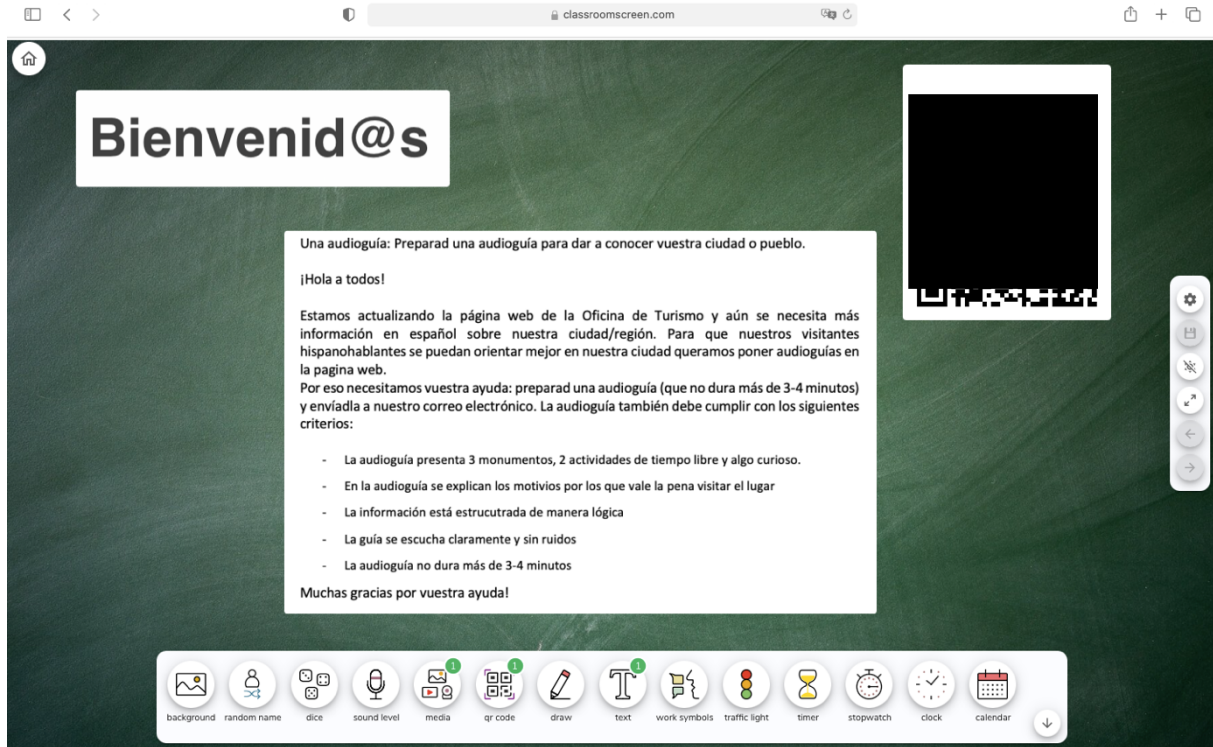 classroomscreen.com
Bienvenid@s
Una audioguía: Preparad una audioguía para dar a conocer vuestra ciudad o pueblo.
¡Hola a todos!
Estamos actualizando la página web de la Oficina de Turismo y aún se necesita más
información en español sobre nuestra ciudad/región. Para que nuestros visitantes
hispanohablantes se puedan orientar mejor en nuestra ciudad queramos poner audioguías en
la pagina web.
Por eso necesitamos vuestra ayuda: preparad una audioguía (que no dura más de 3-4 minutos)
y envíadla a nuestro correo electrónico. La audioguía también debe cumplir con los siguientes
criterios:
- La audioguía presenta 3 monumentos, 2 actividades de tiempo libre y algo curioso.
- En la audioguía se explican los motivios por los que vale la pena visitar el lugar
- La información está estrucutrada de manera lógica
- La guía se escucha claramente y sin ruidos
- La audioguía no dura más de 3-4 minutos
Muchas gracias por vuestra ayuda!
1 1 1
background random name dice sound level media qr code draw text work symbols traffic light timer stopwatch clock calendar